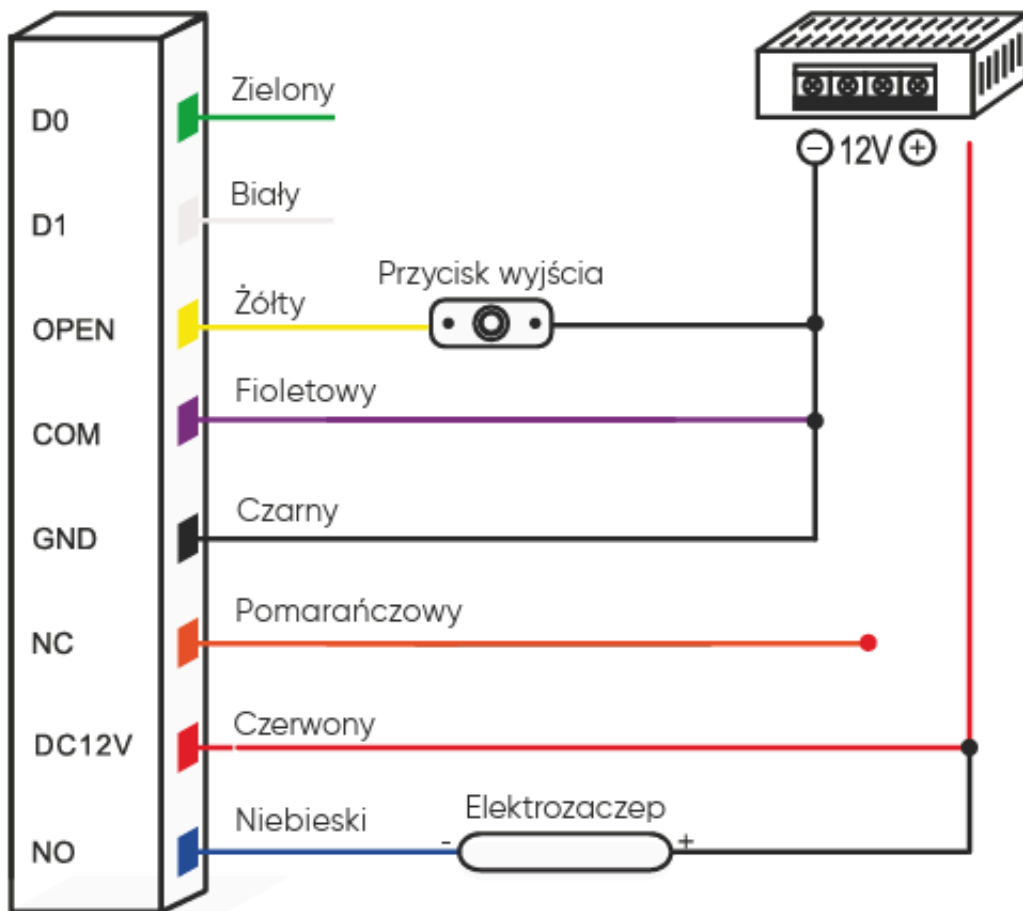 D0
Zielony
D1
Biały
OPEN
Żółty
Przycisk wyjścia
COM
Fioletowy
GND
Czarny
NC
Pomarańczowy
DC12V
Czerwony
NO
Niebieski
- Elektrozaczep +
- 12V +